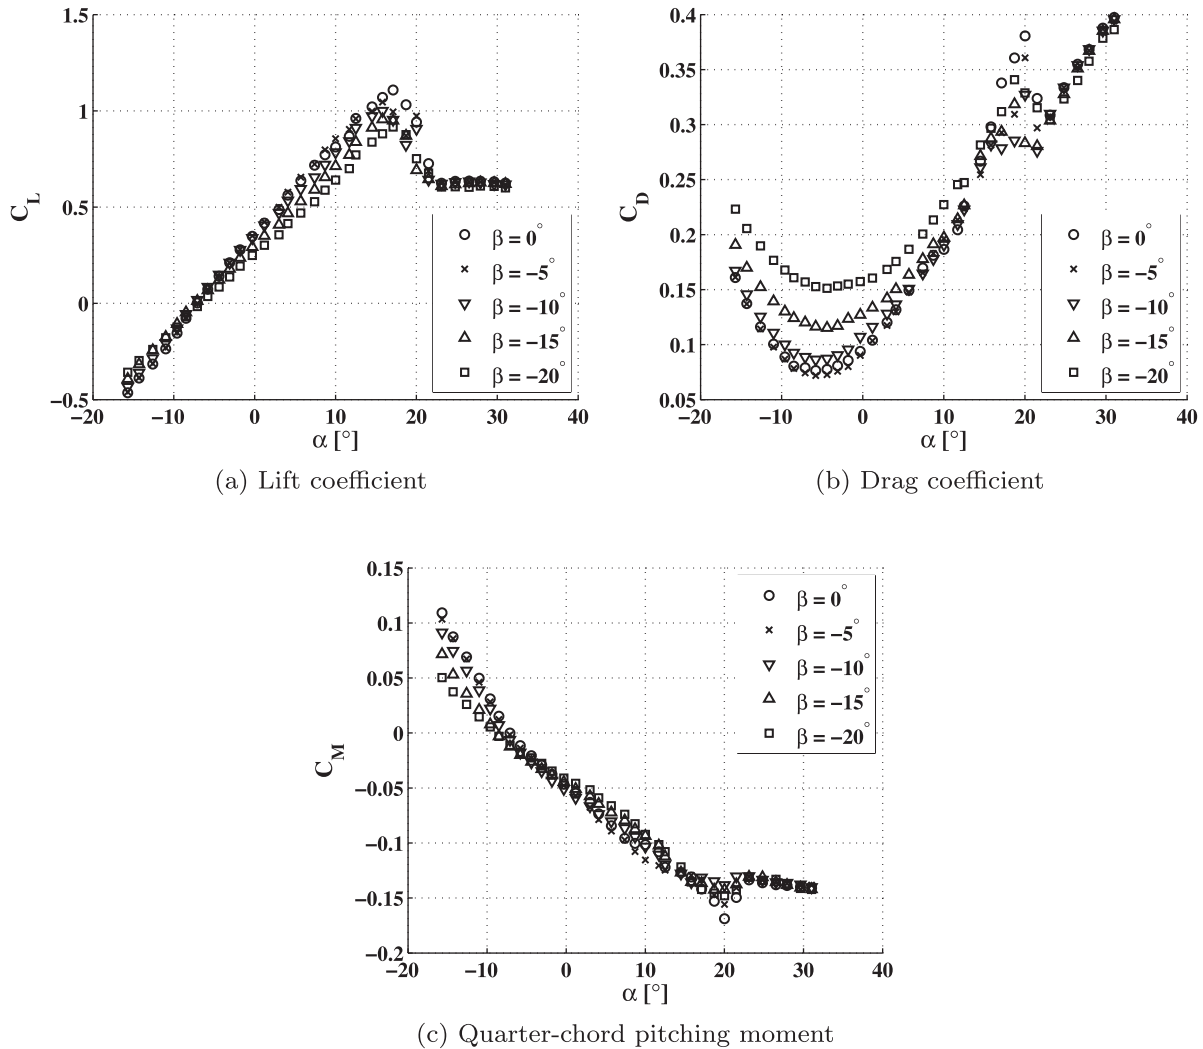 1.5
1
0.5
0
−0.5
−20
−10
0
10
20
30
40
C_L
α [°]
β = 0°
β = −5°
β = −10°
β = −15°
β = −20°
(a) Lift coefficient
0.4
0.35
0.3
0.25
0.2
0.15
0.1
0.05
−20
−10
0
10
20
30
40
C_D
α [°]
β = 0°
β = −5°
β = −10°
β = −15°
β = −20°
(b) Drag coefficient
0.15
0.1
0.05
0
−0.05
−0.1
−0.15
−0.2
−20
−10
0
10
20
30
40
C_M
α [°]
β = 0°
β = −5°
β = −10°
β = −15°
β = −20°
(c) Quarter-chord pitching moment